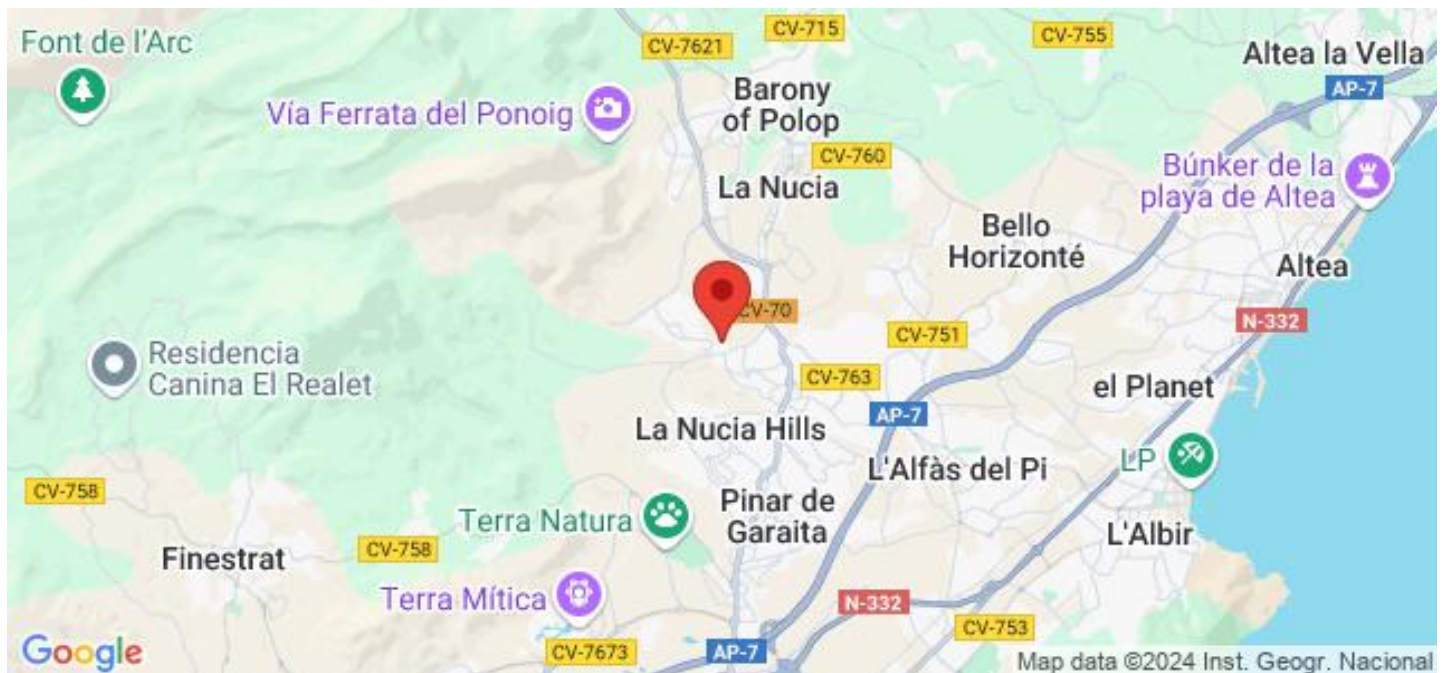 Font de l'Arc
CV-7621
CV-715
CV-755
Altea la Vella
AP-7
Vía Ferrata del Ponoig
Barony
of Polop
CV-760
La Nucia
Búnker de la
playa de Altea
Bello
Horizonté
Altea
CV-70
N-332
CV-751
Residencia
Canina El Realet
CV-763
el Planet
AP-7
La Nucia Hills
LP
L'Alfàs del Pi
CV-758
Pinar de
Garaita
Terra Natura
L'Albir
Finestrat
CV-758
Terra Mítica
N-332
CV-753
CV-7673
AP-7
Google
Map data ©2024 Inst. Geogr. Nacional